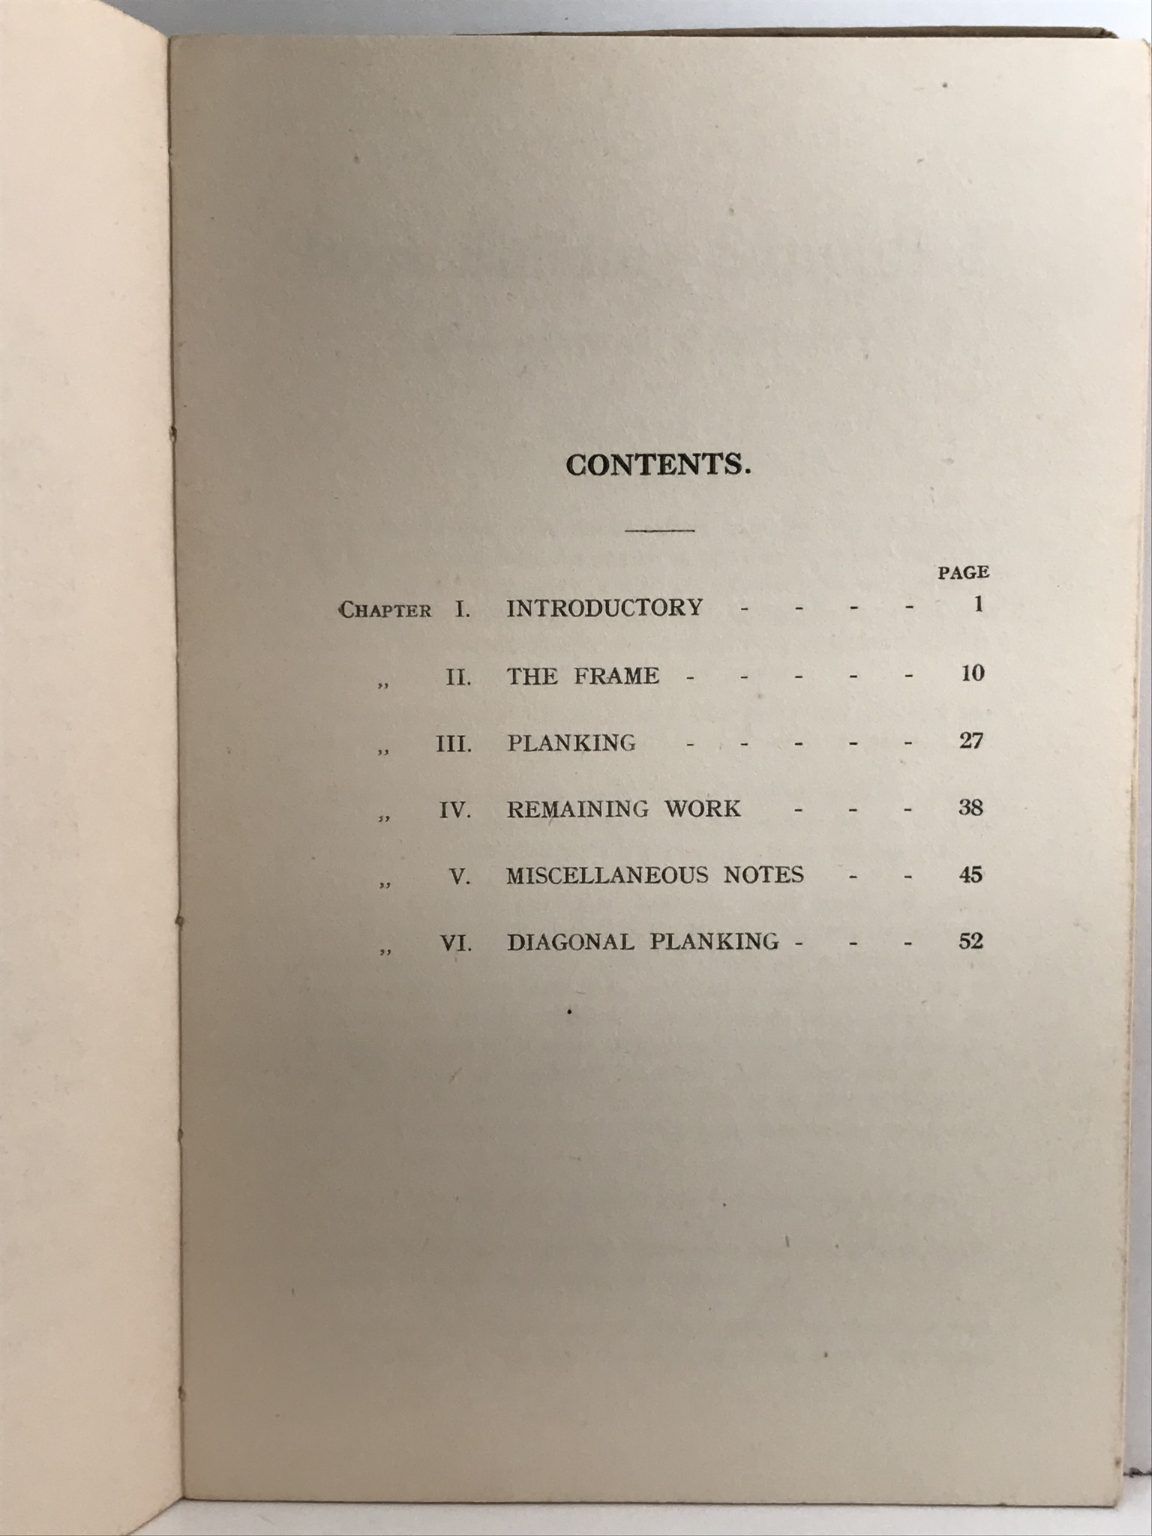 CONTENTS.
PAGE
CHAPTER I. INTRODUCTORY - - - - 1
„ II. THE FRAME - - - - - 10
„ III. PLANKING - - - - - 27
„ IV. REMAINING WORK - - - 38
„ V. MISCELLANEOUS NOTES - - 45
„ VI. DIAGONAL PLANKING - - - 52